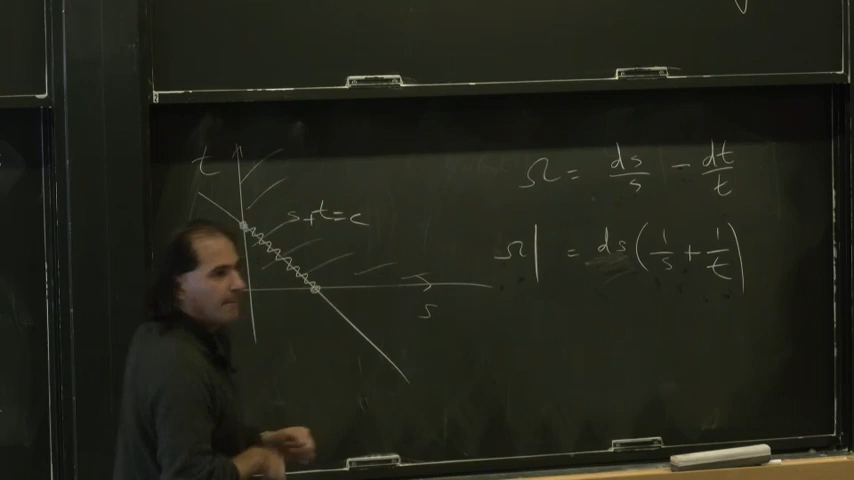 t
s+t=c
s
Ω = ds/s − dt/t
Ω| = ds(1/s + 1/t)|